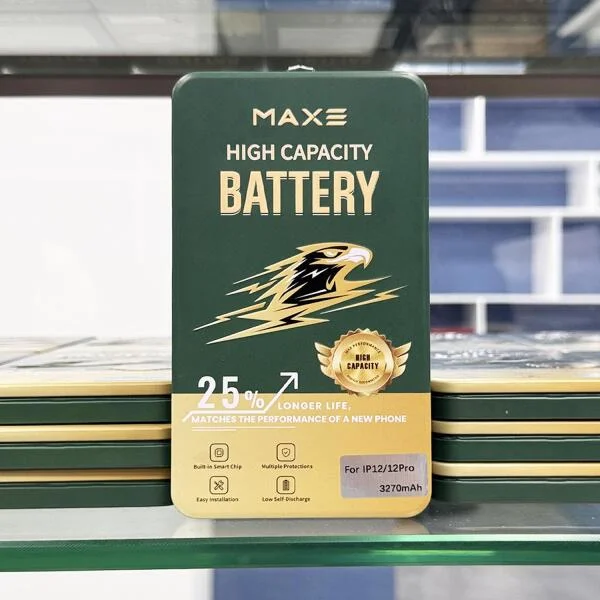 MAXE
HIGH CAPACITY
BATTERY
HIGH
CAPACITY
25% LONGER LIFE,
MATCHES THE PERFORMANCE OF A NEW PHONE
Built-in Smart Chip
Multiple Protections
Easy Installation
Low Self-Discharge
For IP12/12Pro
3270mAh